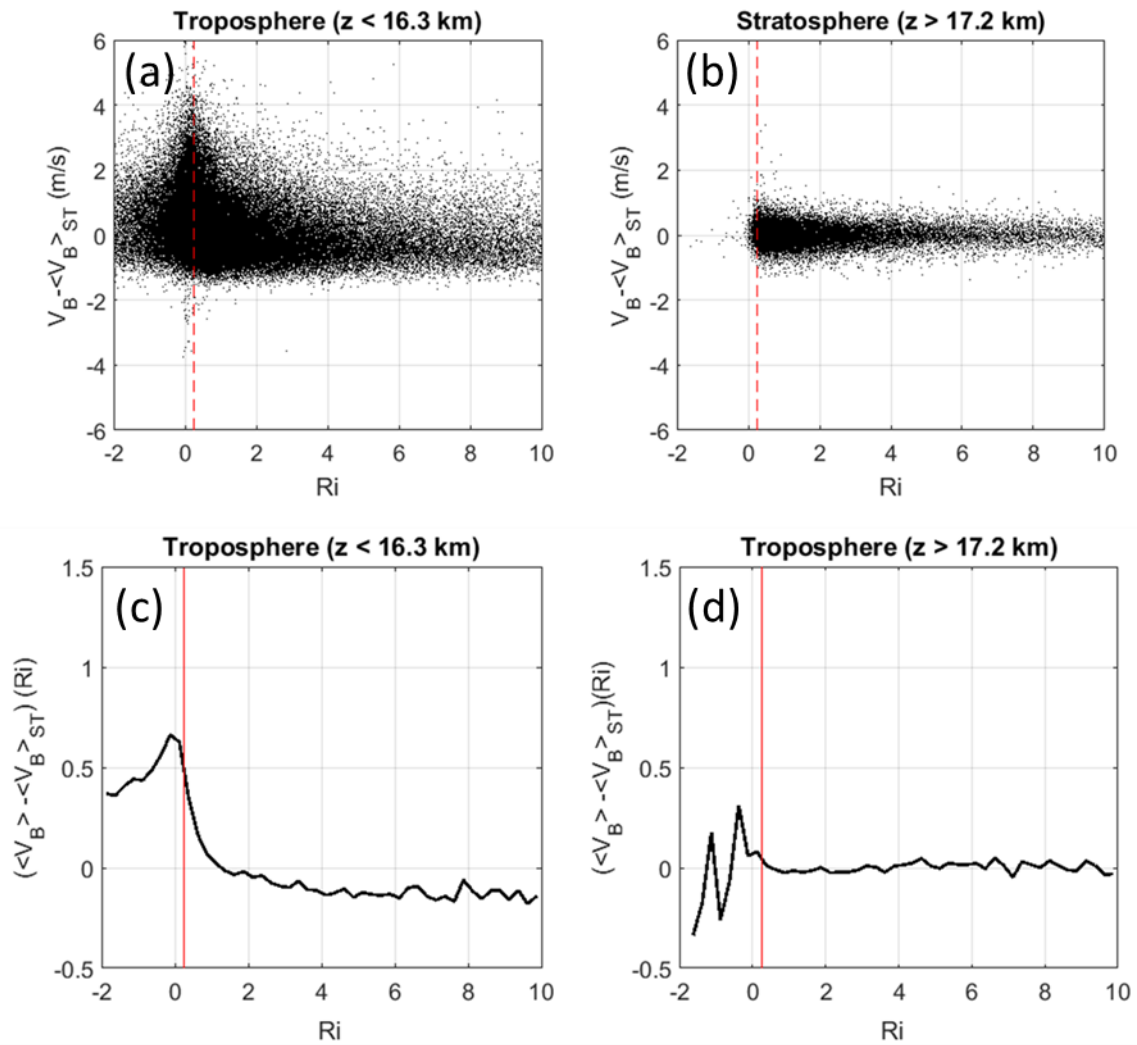 Troposphere (z < 16.3 km)
(a)
6
4
2
0
-2
-4
-6
V_B-<V_B>_ST (m/s)
-2 0 2 4 6 8 10
Ri
Stratosphere (z > 17.2 km)
(b)
6
4
2
0
-2
-4
-6
V_B-<V_B>_ST (m/s)
-2 0 2 4 6 8 10
Ri
Troposphere (z < 16.3 km)
(c)
1.5
1
0.5
0
-0.5
(<V_B> -<V_B>_ST) (Ri)
-2 0 2 4 6 8 10
Ri
Troposphere (z > 17.2 km)
(d)
1.5
1
0.5
0
-0.5
(<V_B> -<V_B>_ST)(Ri)
-2 0 2 4 6 8 10
Ri